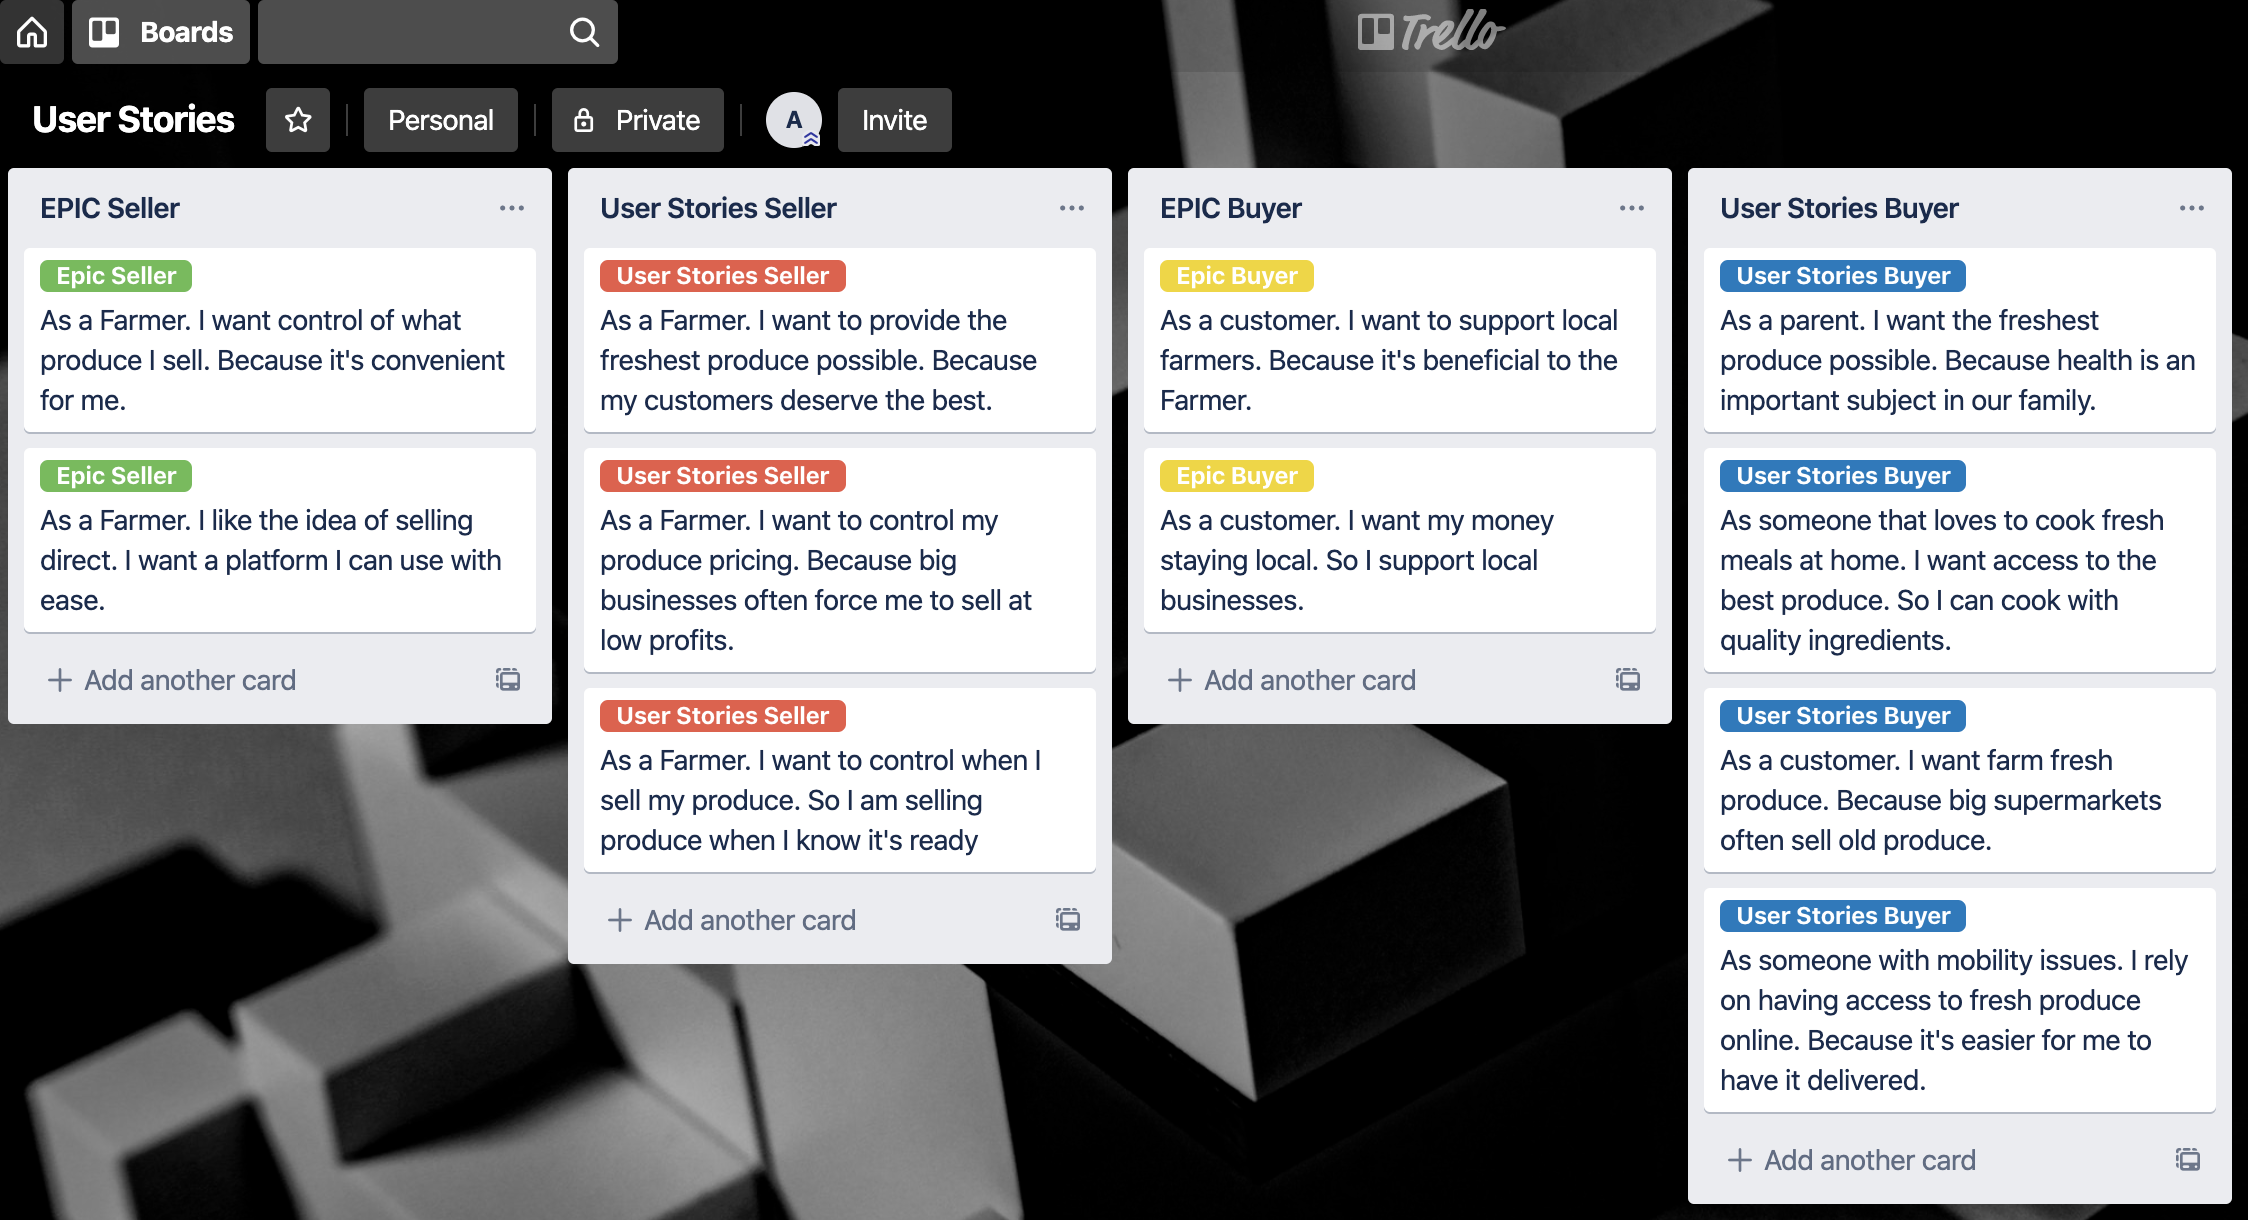 Boards
Trello
User Stories
Personal
Private
A
Invite
EPIC Seller
Epic Seller
As a Farmer. I want control of what
produce I sell. Because it's convenient
for me.
Epic Seller
As a Farmer. I like the idea of selling
direct. I want a platform I can use with
ease.
Add another card
User Stories Seller
User Stories Seller
As a Farmer. I want to provide the
freshest produce possible. Because
my customers deserve the best.
User Stories Seller
As a Farmer. I want to control my
produce pricing. Because big
businesses often force me to sell at
low profits.
User Stories Seller
As a Farmer. I want to control when I
sell my produce. So I am selling
produce when I know it's ready
Add another card
EPIC Buyer
Epic Buyer
As a customer. I want to support local
farmers. Because it's beneficial to the
Farmer.
Epic Buyer
As a customer. I want my money
staying local. So I support local
businesses.
Add another card
User Stories Buyer
User Stories Buyer
As a parent. I want the freshest
produce possible. Because health is an
important subject in our family.
User Stories Buyer
As someone that loves to cook fresh
meals at home. I want access to the
best produce. So I can cook with
quality ingredients.
User Stories Buyer
As a customer. I want farm fresh
produce. Because big supermarkets
often sell old produce.
User Stories Buyer
As someone with mobility issues. I rely
on having access to fresh produce
online. Because it's easier for me to
have it delivered.
Add another card